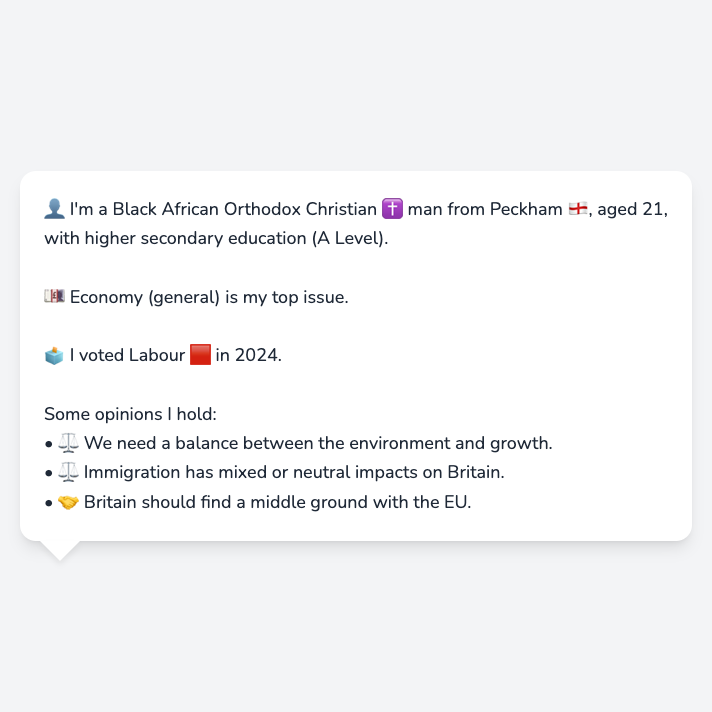 👤 I'm a Black African Orthodox Christian ✝️ man from Peckham 🏴󠁧󠁢󠁥󠁮󠁧󠁿, aged 21,
with higher secondary education (A Level).
💷 Economy (general) is my top issue.
🗳️ I voted Labour 🟥 in 2024.
Some opinions I hold:
• ⚖️ We need a balance between the environment and growth.
• ⚖️ Immigration has mixed or neutral impacts on Britain.
• 🤝 Britain should find a middle ground with the EU.